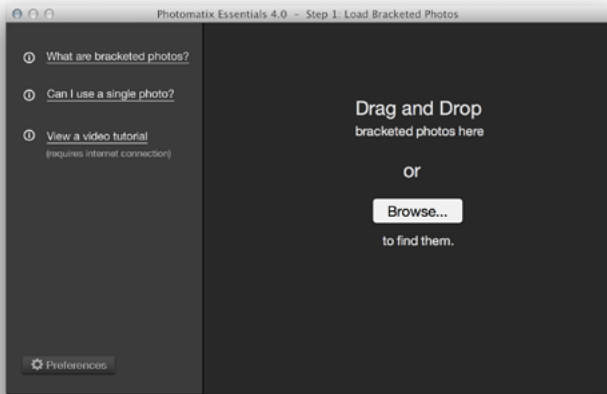 Photomatix Essentials 4.0 – Step 1: Load Bracketed Photos
What are bracketed photos?
Can I use a single photo?
View a video tutorial
(requires internet connection)
Drag and Drop
bracketed photos here
or
Browse...
to find them.
Preferences